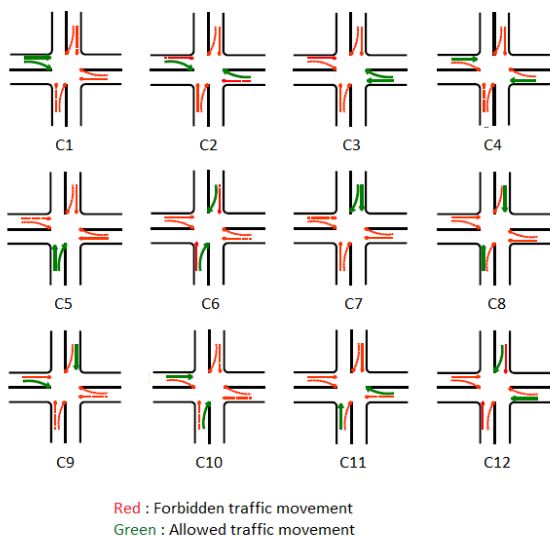 C1 C2 C3 C4
C5 C6 C7 C8
C9 C10 C11 C12
Red : Forbidden traffic movement
Green : Allowed traffic movement